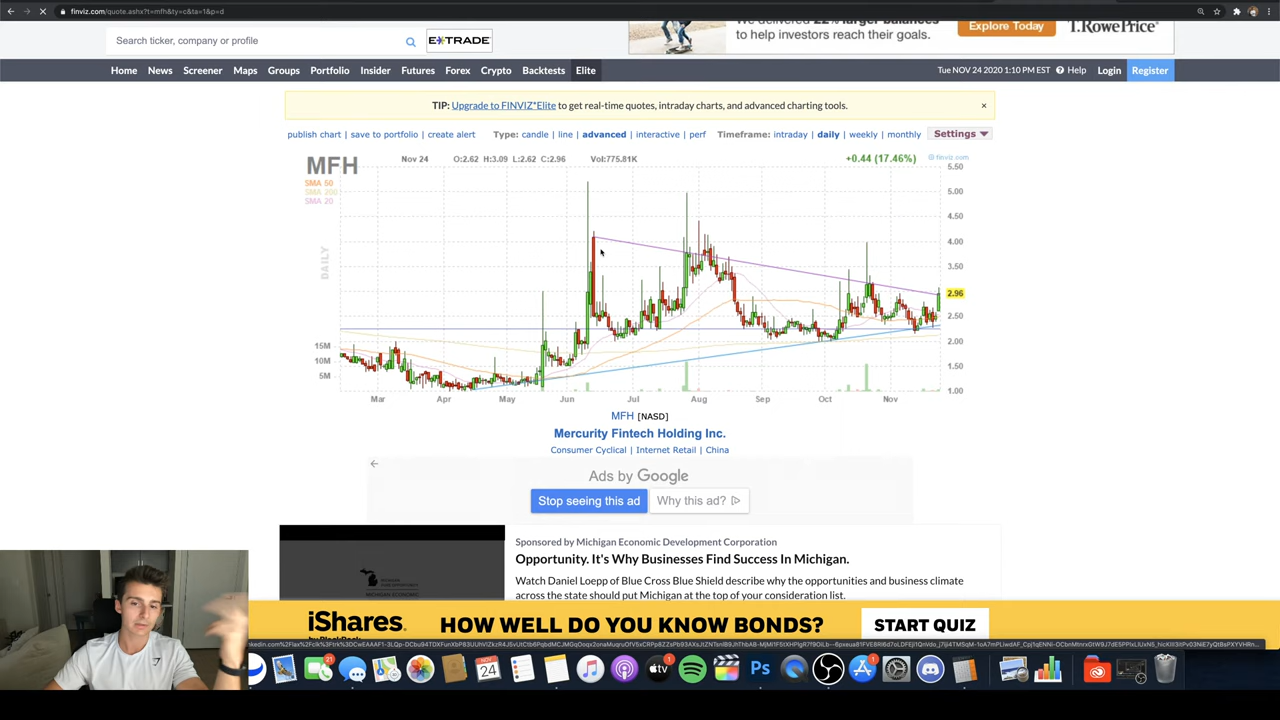 finviz.com/quote.ashx?t=mfh&ty=c&ta=1&p=d
We delivered 22% larger balances
to help investors reach their goals.
Explore Today
T.RowePrice
Search ticker, company or profile
E*TRADE
Home News Screener Maps Groups Portfolio Insider Futures Forex Crypto Backtests Elite
Tue NOV 24 2020 1:10 PM EST Help Login Register
TIP: Upgrade to FINVIZ*Elite to get real-time quotes, intraday charts, and advanced charting tools. ×
publish chart | save to portfolio | create alert Type: candle | line | advanced | interactive | perf Timeframe: intraday | daily | weekly | monthly Settings
MFH Nov 24 O:2.62 H:3.09 L:2.62 C:2.96 Vol:775.81K +0.44 (17.46%) © finviz.com
SMA 50
SMA 200
SMA 20
DAILY
5.50
5.00
4.50
4.00
3.50
2.96
2.50
2.00
1.50
1.00
15M
10M
5M
Mar Apr May Jun Jul Aug Sep Oct Nov
MFH [NASD]
Mercurity Fintech Holding Inc.
Consumer Cyclical | Internet Retail | China
Ads by Google
Stop seeing this ad Why this ad?
Sponsored by Michigan Economic Development Corporation
Opportunity. It's Why Businesses Find Success In Michigan.
Watch Daniel Loepp of Blue Cross Blue Shield describe why the opportunities and business climate
across the state should put Michigan at the top of your consideration list.
iShares
HOW WELL DO YOU KNOW BONDS?
START QUIZ
21
NOV
24
tv
Ps
1